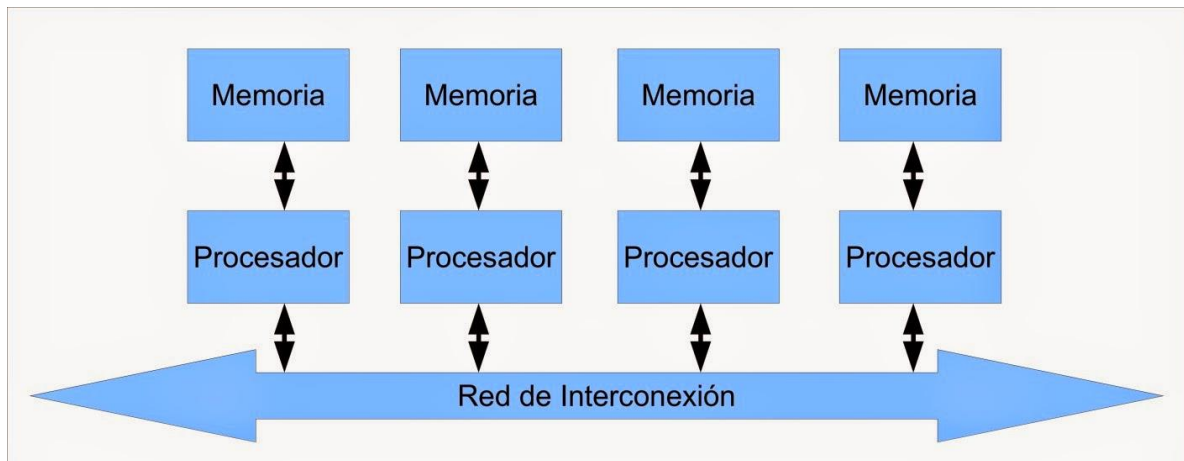 Memoria
Memoria
Memoria
Memoria
Procesador
Procesador
Procesador
Procesador
Red de Interconexión